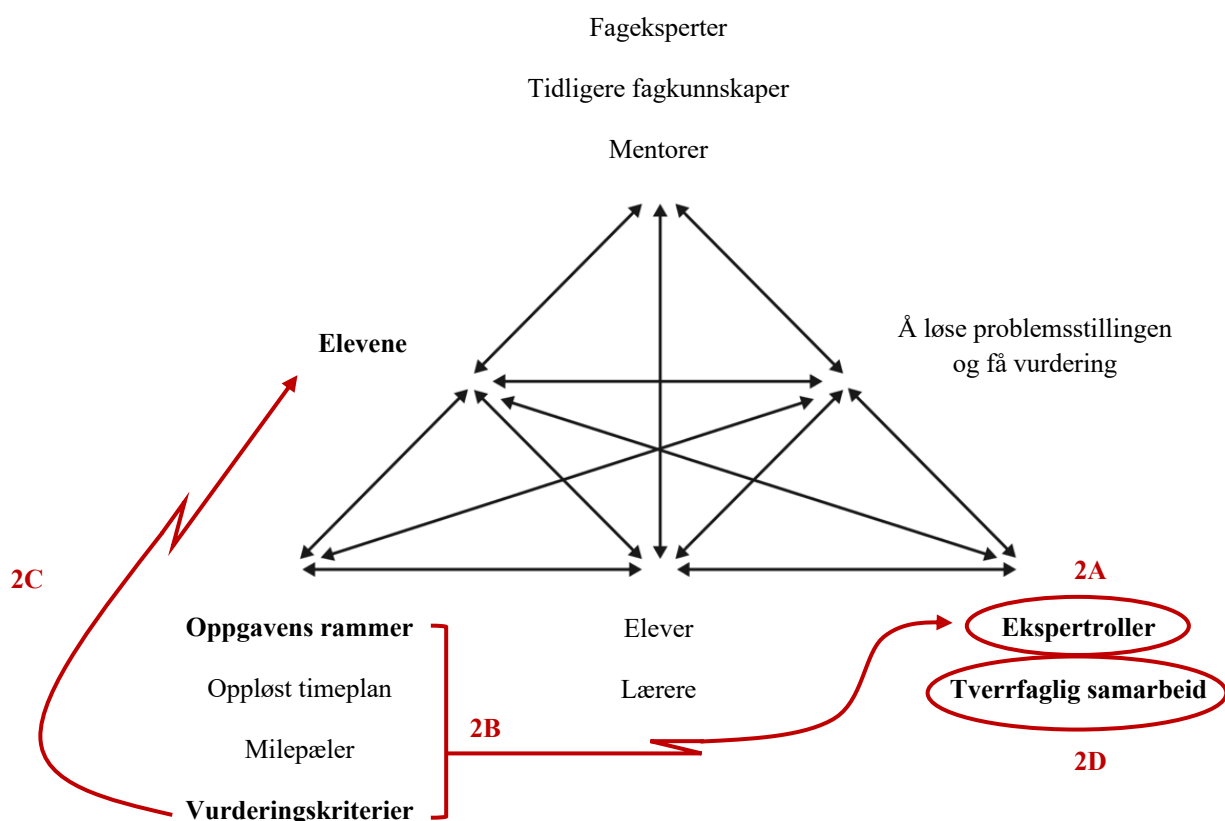 Fageksperter
Tidligere fagkunnskaper
Mentorer
Elevene
Å løse problemsstillingen
og få vurdering
2C
2A
Oppgavens rammer
Elever
Ekspertroller
Oppløst timeplan
Lærere
Tverrfaglig samarbeid
2B
Milepæler
2D
Vurderingskriterier